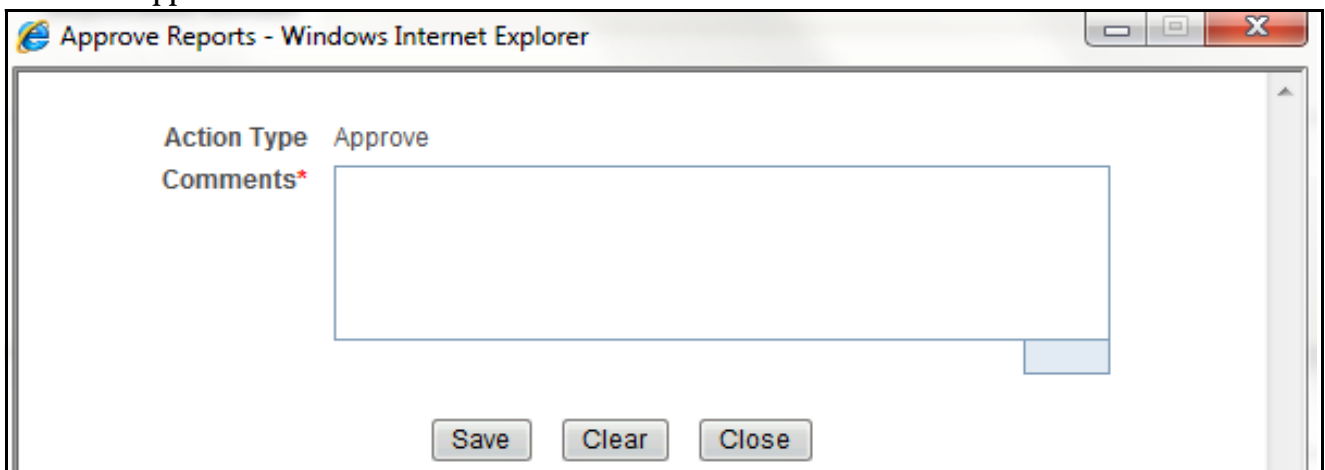 Approve Reports - Windows Internet Explorer
Action Type Approve
Comments*
Save Clear Close